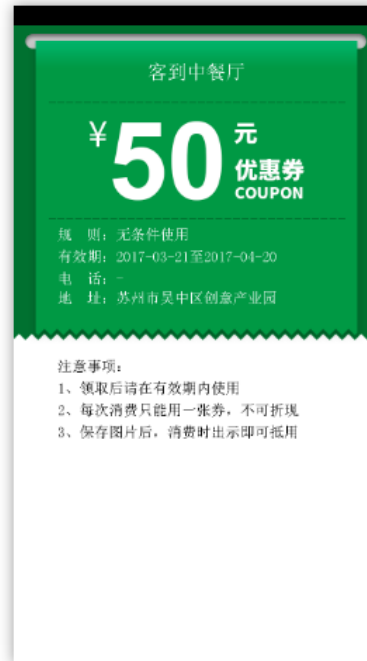 客到中餐厅
¥50元
优惠券
COUPON
规 则：无条件使用
有效期：2017-03-21至2017-04-20
电 话：-
地 址：苏州市吴中区创意产业园
注意事项：
1、领取后请在有效期内使用
2、每次消费只能用一张券，不可折现
3、保存图片后，消费时出示即可抵用